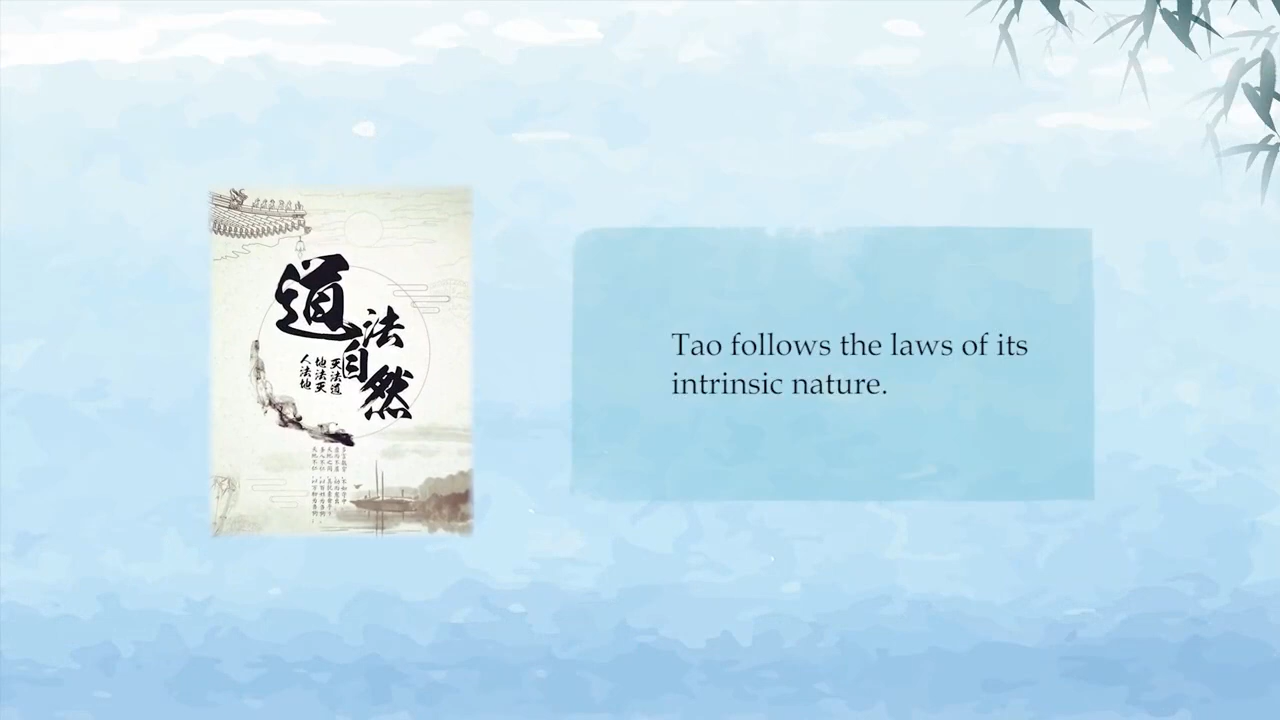 道法自然
人法地
地法天
天法道
Tao follows the laws of its
intrinsic nature.